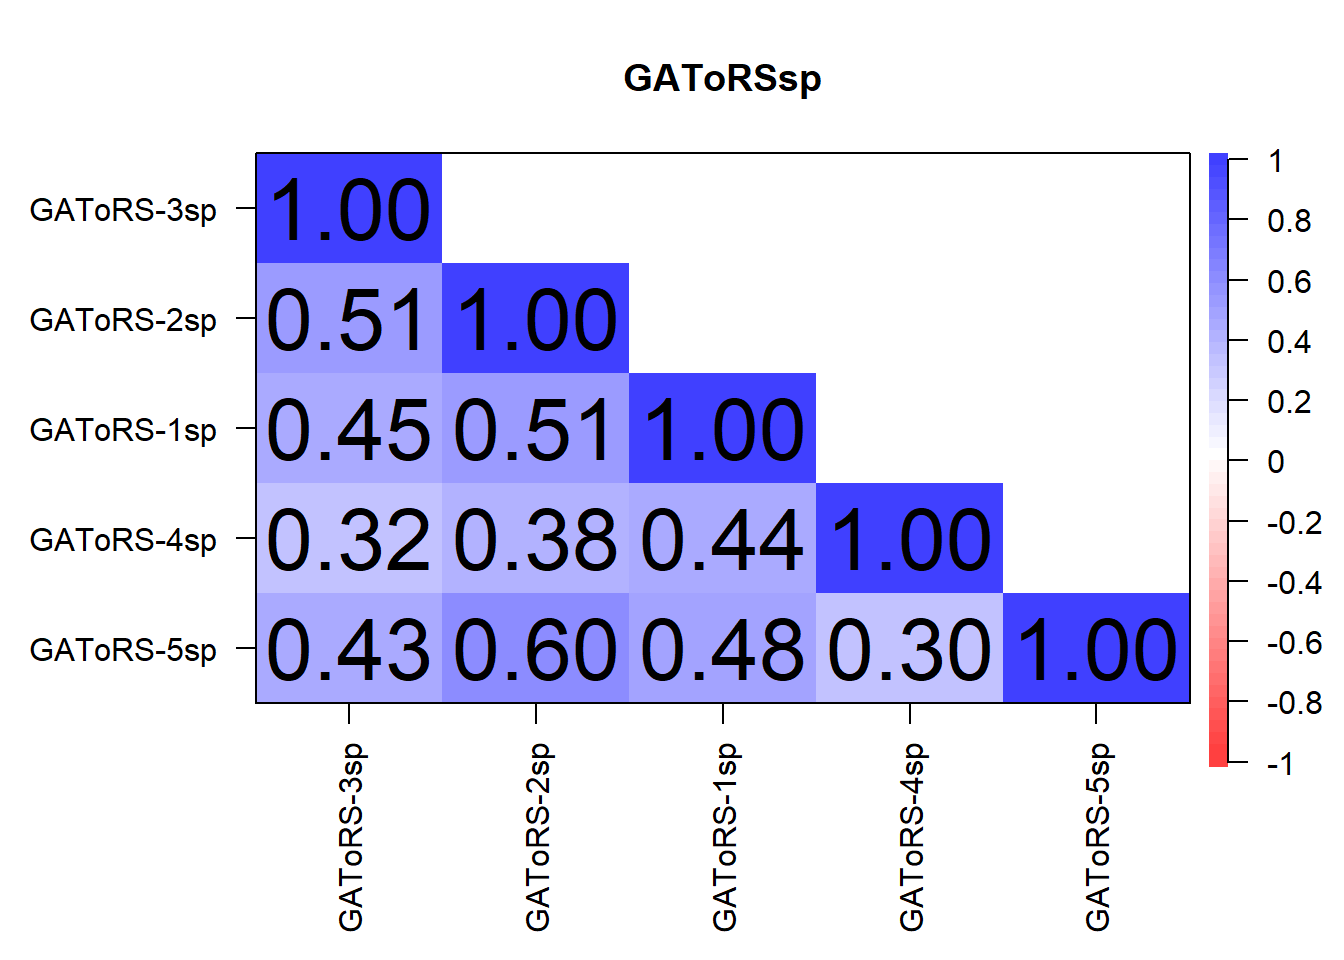 GAToRSsp
GAToRS-3sp 1.00
GAToRS-2sp 0.51 1.00
GAToRS-1sp 0.45 0.51 1.00
GAToRS-4sp 0.32 0.38 0.44 1.00
GAToRS-5sp 0.43 0.60 0.48 0.30 1.00
GAToRS-3sp
GAToRS-2sp
GAToRS-1sp
GAToRS-4sp
GAToRS-5sp
1
0.8
0.6
0.4
0.2
0
-0.2
-0.4
-0.6
-0.8
-1